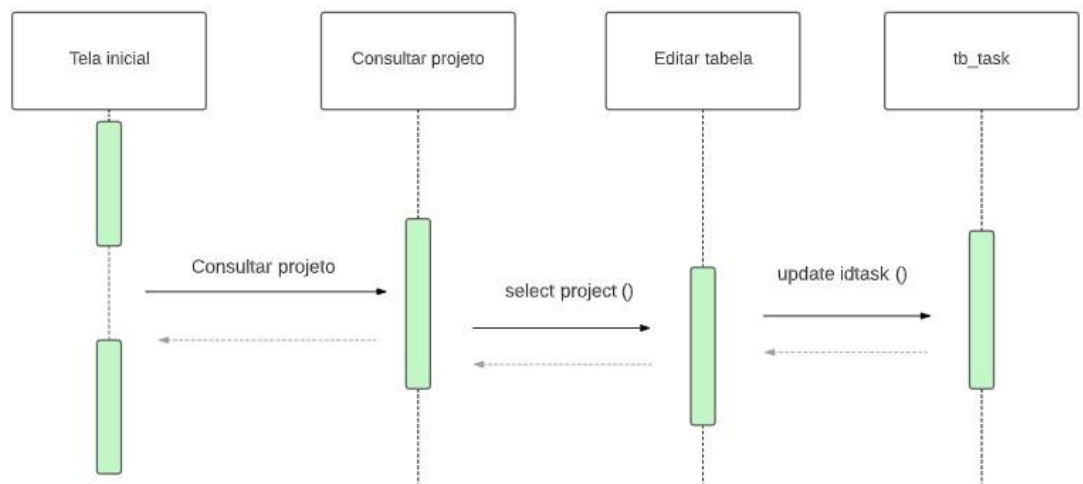 Tela inicial
Consultar projeto
Editar tabela
tb_task
Consultar projeto
select project ()
update idtask ()